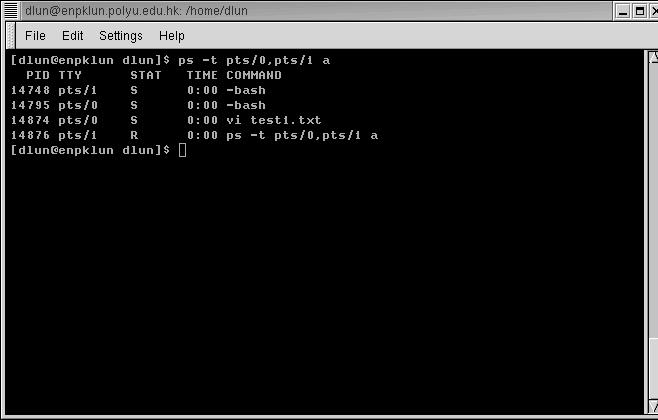 dlun@enpklun.polyu.edu.hk: /home/dlun
File Edit Settings Help
[dlun@enpklun dlun]$ ps -t pts/0,pts/1 a
  PID TTY      STAT   TIME COMMAND
14748 pts/1    S      0:00 -bash
14795 pts/0    S      0:00 -bash
14874 pts/0    S      0:00 vi test1.txt
14876 pts/1    R      0:00 ps -t pts/0,pts/1 a
[dlun@enpklun dlun]$